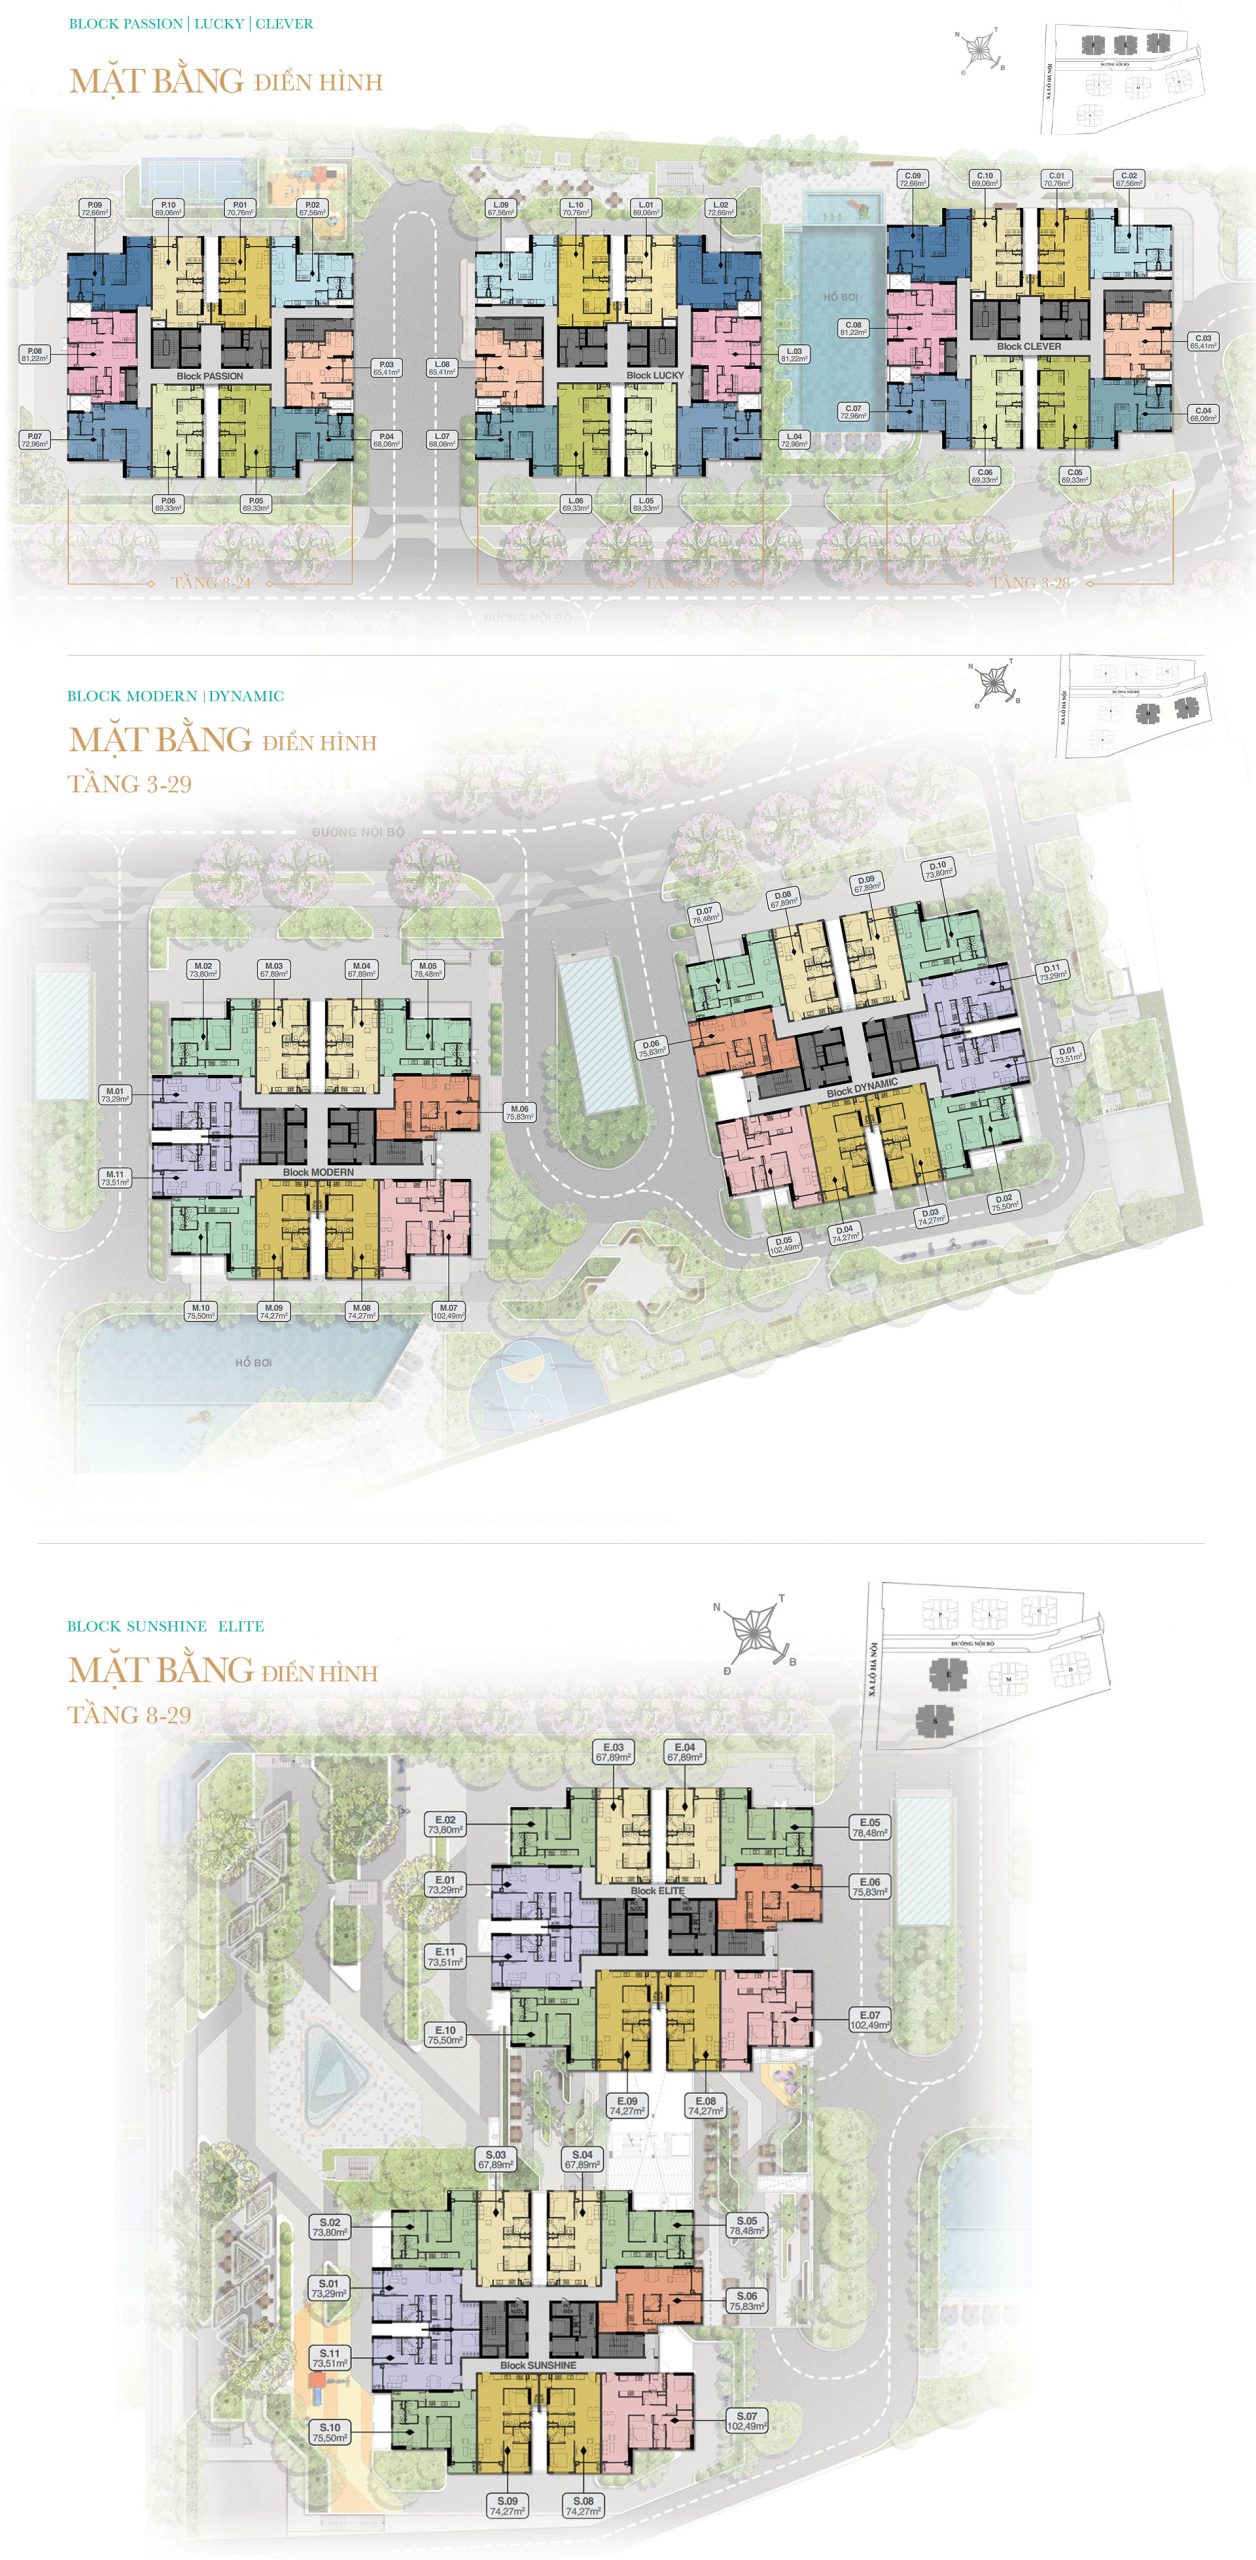 BLOCK PASSION | LUCKY | CLEVER
MẶT BẰNG ĐIỂN HÌNH
N
T
Đ
B
XA LỘ HÀ NỘI
ĐƯỜNG NỘI BỘ
P.09
72,66m²
P.10
69,06m²
P.01
70,76m²
P.02
67,56m²
L.09
67,56m²
L.10
70,76m²
L.01
69,06m²
L.02
72,66m²
C.09
72,66m²
C.10
69,06m²
C.01
70,76m²
C.02
67,56m²
HỒ BƠI
P.08
81,22m²
Block PASSION
P.03
65,41m²
L.08
65,41m²
Block LUCKY
L.03
81,22m²
C.08
81,22m²
Block CLEVER
C.03
65,41m²
P.07
72,96m²
P.04
68,06m²
L.07
68,06m²
L.04
72,96m²
C.07
72,96m²
C.04
68,06m²
P.06
69,33m²
P.05
69,33m²
L.06
69,33m²
L.05
69,33m²
C.06
69,33m²
C.05
69,33m²
TẦNG 3-24
TẦNG 3-27
TẦNG 3-28
ĐƯỜNG NỘI BỘ
BLOCK MODERN | DYNAMIC
MẶT BẰNG ĐIỂN HÌNH
TẦNG 3-29
N
T
Đ
B
XA LỘ HÀ NỘI
ĐƯỜNG NỘI BỘ
ĐƯỜNG NỘI BỘ
D.07
78,48m²
D.08
67,89m²
D.09
67,89m²
D.10
73,80m²
D.11
73,29m²
D.06
75,83m²
D.01
73,51m²
Block DYNAMIC
D.05
102,49m²
D.04
74,27m²
D.03
74,27m²
D.02
75,50m²
M.02
73,80m²
M.03
67,89m²
M.04
67,89m²
M.05
78,48m²
M.01
73,29m²
M.06
75,83m²
M.11
73,51m²
Block MODERN
M.10
75,50m²
M.09
74,27m²
M.08
74,27m²
M.07
102,49m²
HỒ BƠI
BLOCK SUNSHINE ELITE
MẶT BẰNG ĐIỂN HÌNH
TẦNG 8-29
N
T
Đ
B
XA LỘ HÀ NỘI
P
L
C
ĐƯỜNG NỘI BỘ
E
M
D
S
E.03
67,89m²
E.04
67,89m²
E.02
73,80m²
E.05
78,48m²
E.01
73,29m²
Block ELITE
E.06
75,83m²
E.11
73,51m²
E.10
75,50m²
E.07
102,49m²
E.09
74,27m²
E.08
74,27m²
S.03
67,89m²
S.04
67,89m²
S.02
73,80m²
S.05
78,48m²
S.01
73,29m²
S.06
75,83m²
S.11
73,51m²
Block SUNSHINE
S.10
75,50m²
S.07
102,49m²
S.09
74,27m²
S.08
74,27m²